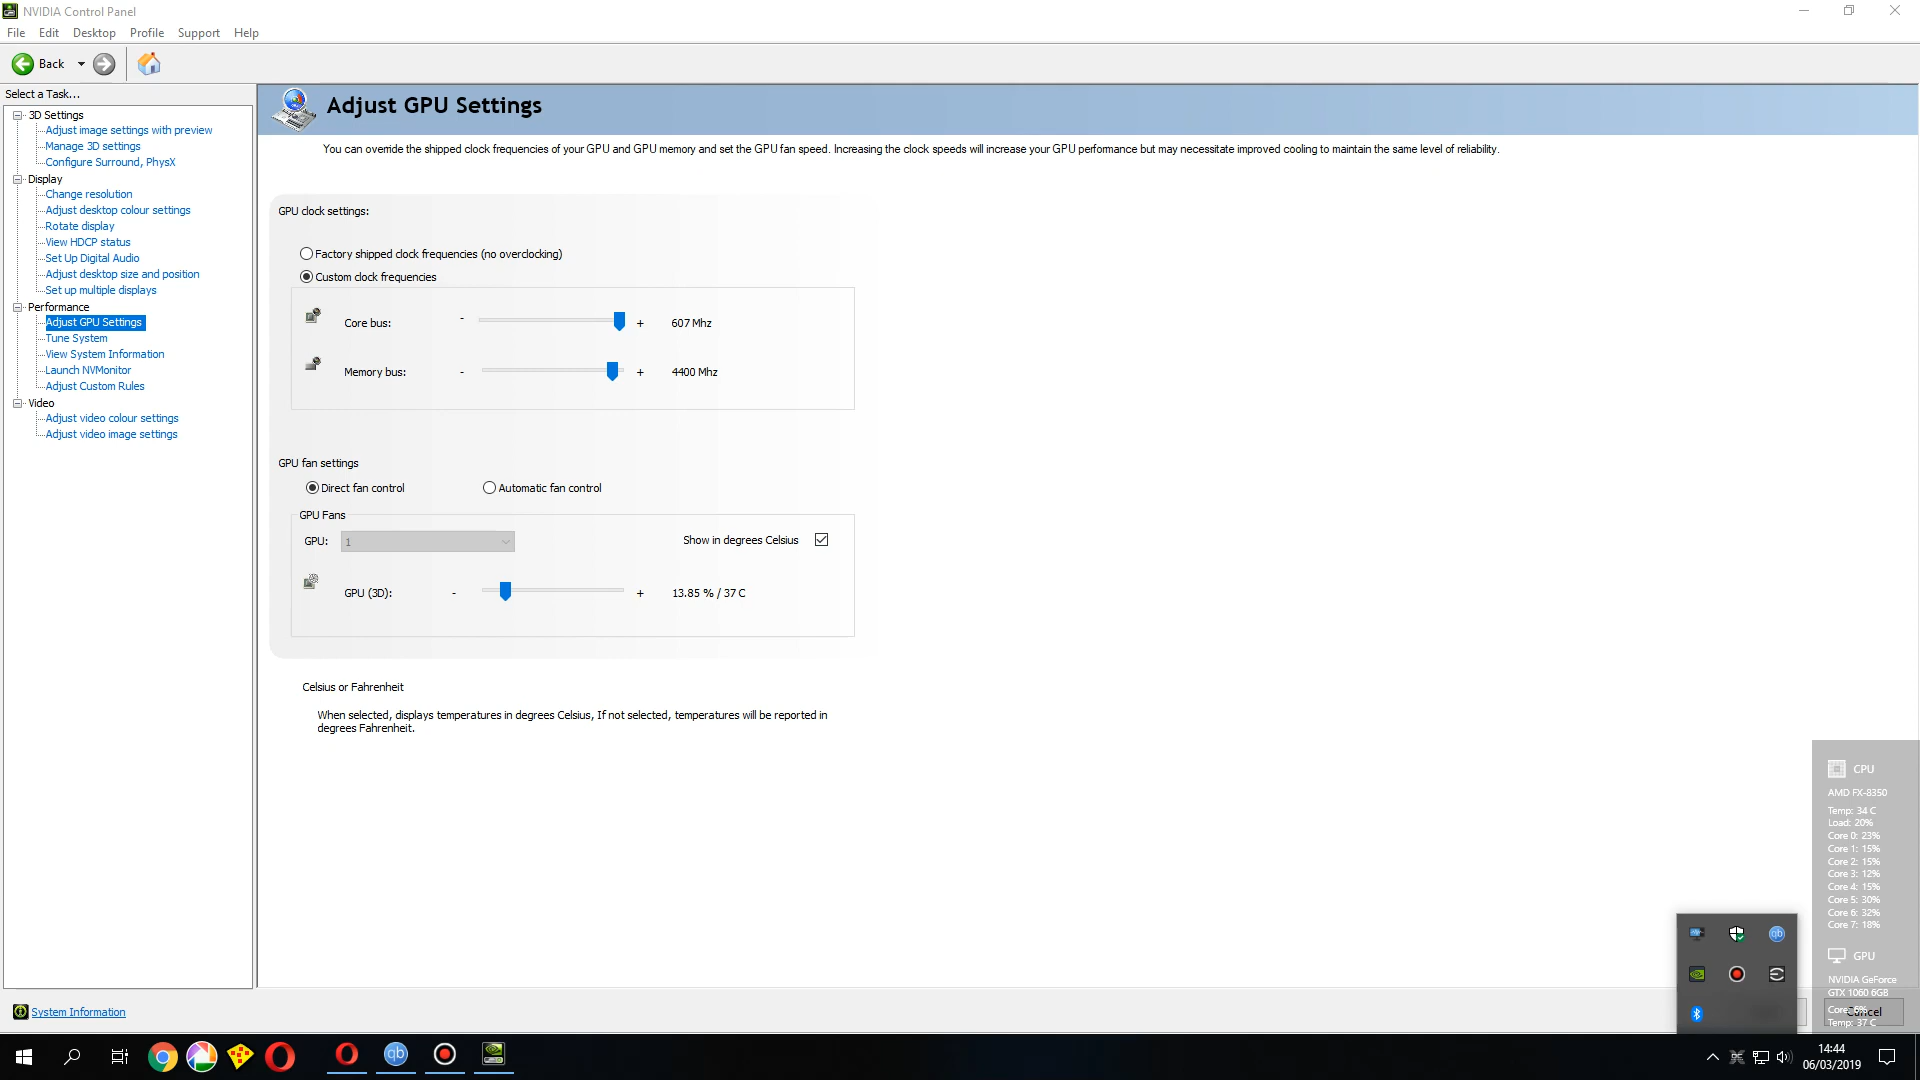 NVIDIA Control Panel
File Edit Desktop Profile Support Help
Back
Select a Task...
3D Settings
Adjust image settings with preview
Manage 3D settings
Configure Surround, PhysX
Display
Change resolution
Adjust desktop colour settings
Rotate display
View HDCP status
Set Up Digital Audio
Adjust desktop size and position
Set up multiple displays
Performance
Adjust GPU Settings
Tune System
View System Information
Launch NVMonitor
Adjust Custom Rules
Video
Adjust video colour settings
Adjust video image settings
System Information
Adjust GPU Settings
You can override the shipped clock frequencies of your GPU and GPU memory and set the GPU fan speed. Increasing the clock speeds will increase your GPU performance but may necessitate improved cooling to maintain the same level of reliability.
GPU clock settings:
Factory shipped clock frequencies (no overclocking)
Custom clock frequencies
Core bus: - + 607 Mhz
Memory bus: - + 4400 Mhz
GPU fan settings
Direct fan control Automatic fan control
GPU Fans
GPU: 1 Show in degrees Celsius
GPU (3D): - + 13.85 % / 37 C
Celsius or Fahrenheit
When selected, displays temperatures in degrees Celsius, If not selected, temperatures will be reported in
degrees Fahrenheit.
CPU
AMD FX-8350
Temp: 34 C
Load: 20%
Core 0: 23%
Core 1: 15%
Core 2: 15%
Core 3: 12%
Core 4: 15%
Core 5: 30%
Core 6: 32%
Core 7: 18%
GPU
NVIDIA GeForce
GTX 1060 6GB
Core: 6%
Cancel
Temp: 37 C
qb
qb
14:44
06/03/2019